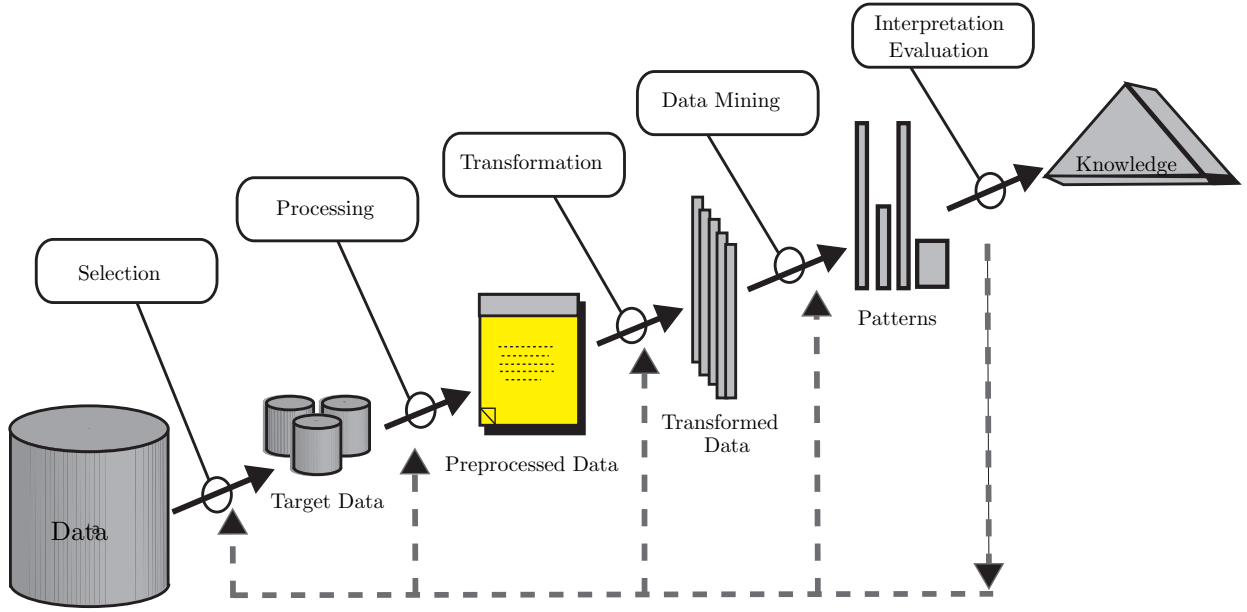 Interpretation
Evaluation
Data Mining
Transformation
Knowledge
Processing
Selection
Patterns
Transformed
Data
Preprocessed Data
Target Data
Data
a